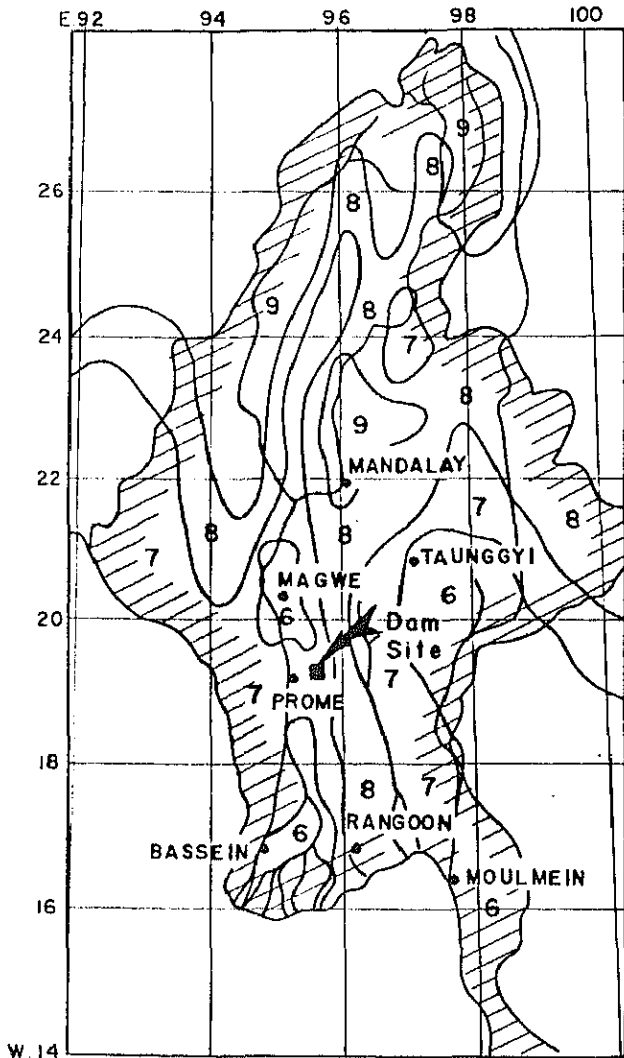 E.92 94 96 98 100
9
26 8 8
9 8
24 7
8
9
22 MANDALAY
8 8 7 8
7 TAUNGGYI
MAGWE 6
6
20 Dam
Site
7 7
PROME
18
8 7
6 RANGOON
BASSEIN
MOULMEIN
16 6
W.14